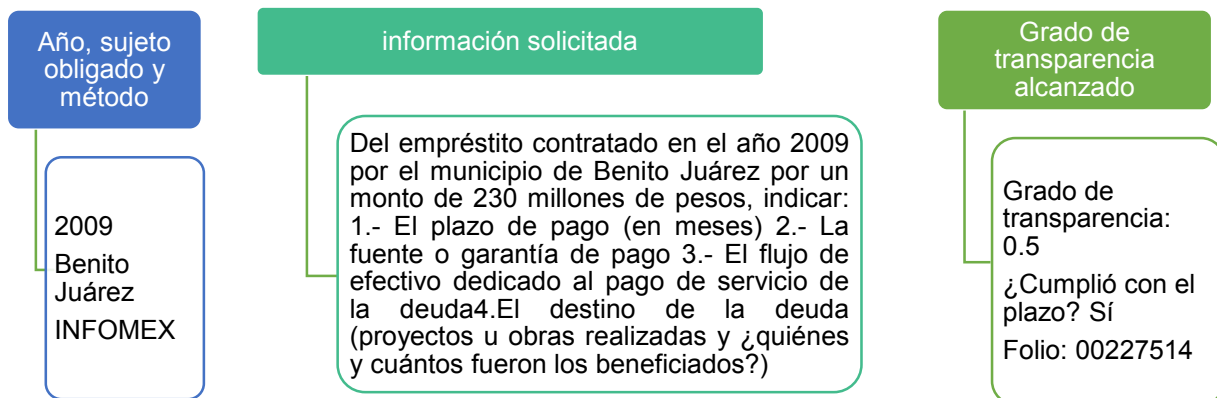 Año, sujeto
obligado y
método
2009
Benito
Juárez
INFOMEX
información solicitada
Del empréstito contratado en el año 2009
por el municipio de Benito Juárez por un
monto de 230 millones de pesos, indicar:
1.- El plazo de pago (en meses) 2.- La
fuente o garantía de pago 3.- El flujo de
efectivo dedicado al pago de servicio de
la deuda4.El destino de la deuda
(proyectos u obras realizadas y ¿quiénes
y cuántos fueron los beneficiados?)
Grado de
transparencia
alcanzado
Grado de
transparencia:
0.5
¿Cumplió con el
plazo? Sí
Folio: 00227514